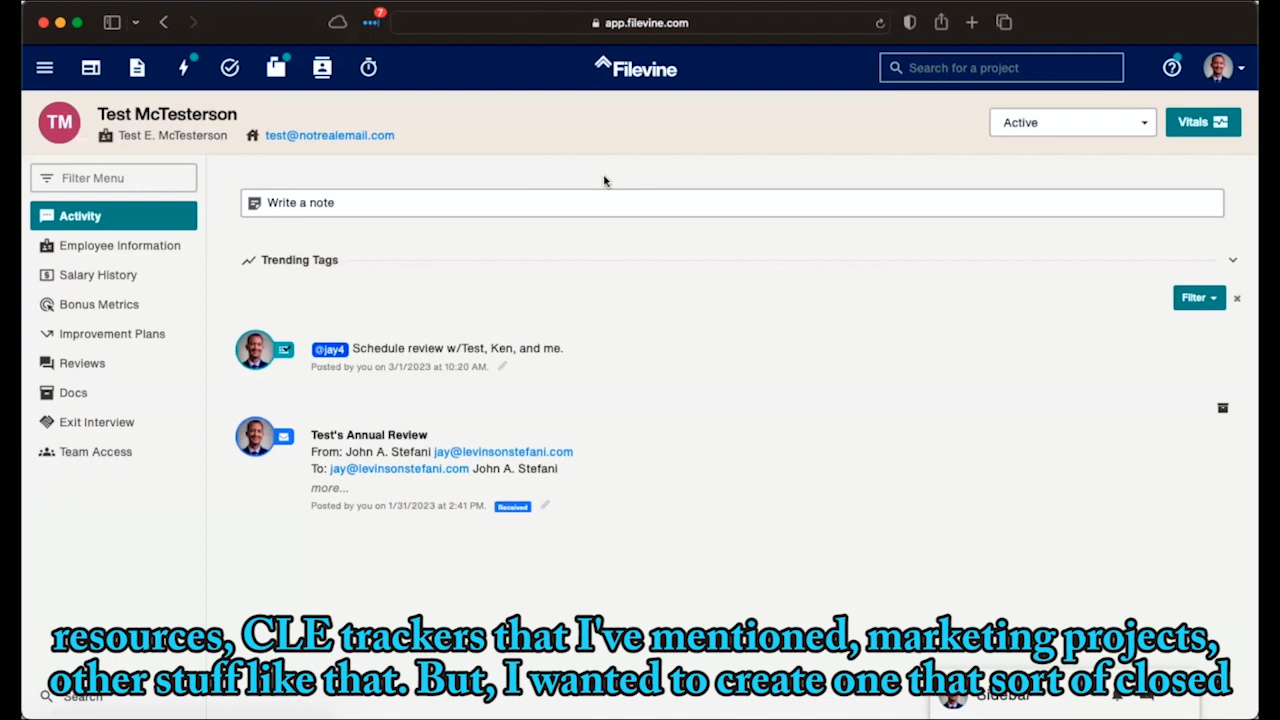 7
app.filevine.com
Filevine
Search for a project
TM
Test McTesterson
Test E. McTesterson
test@notrealemail.com
Active
Vitals
Filter Menu
Write a note
Activity
Employee Information
Trending Tags
Salary History
Filter
Bonus Metrics
Improvement Plans
@jay4 Schedule review w/Test, Ken, and me.
Reviews
Posted by you on 3/1/2023 at 10:20 AM.
Docs
Exit Interview
Test's Annual Review
Team Access
From: John A. Stefani jay@levinsonstefani.com
To: jay@levinsonstefani.com John A. Stefani
more...
Posted by you on 1/31/2023 at 2:41 PM. Received
resources, CLE trackers that I've mentioned, marketing projects,
other stuff like that. But, I wanted to create one that sort of closed
Search
Sidebar